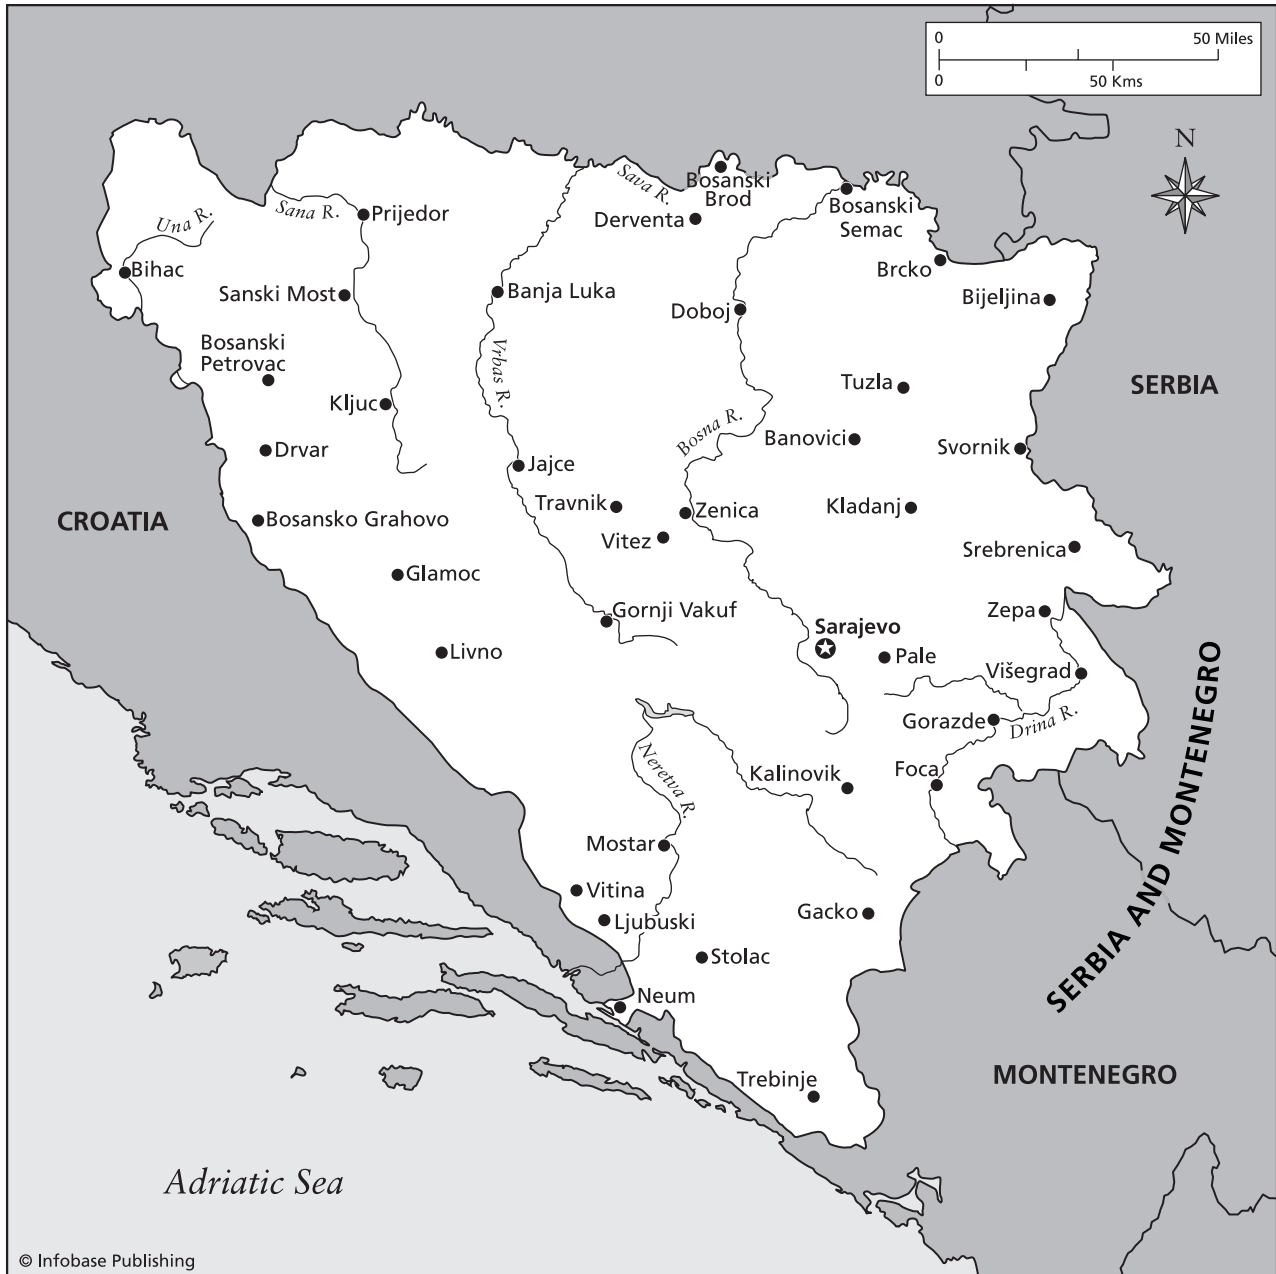 0
50 Miles
0
50 Kms
N
Sava R.
Bosanski
Brod
Bosanski
Semac
Una R.
Sana R.
Prijedor
Derventa
Bihac
Brcko
Sanski Most
Banja Luka
Doboj
Bijeljina
Bosanski
Petrovac
Vrbas R.
Tuzla
SERBIA
Kljuc
Bosna R.
Banovici
Svornik
Drvar
Jajce
Travnik
Zenica
Kladanj
CROATIA
Bosansko Grahovo
Vitez
Srebrenica
Glamoc
Gornji Vakuf
Zepa
Sarajevo
Livno
Pale
Višegrad
Gorazde
Drina R.
Neretva R.
Kalinovik
Foca
SERBIA AND MONTENEGRO
Mostar
Vitina
Ljubuski
Gacko
Stolac
Neum
Trebinje
MONTENEGRO
Adriatic Sea
© Infobase Publishing